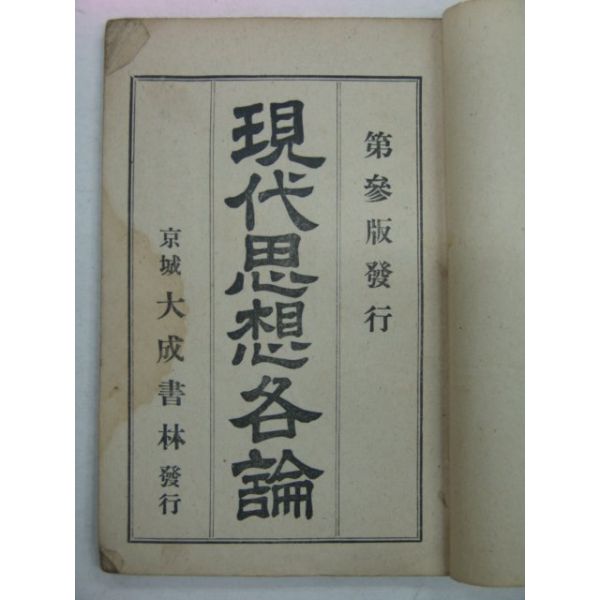 第參版發行
現代思想各論
京城 大成書林 發行